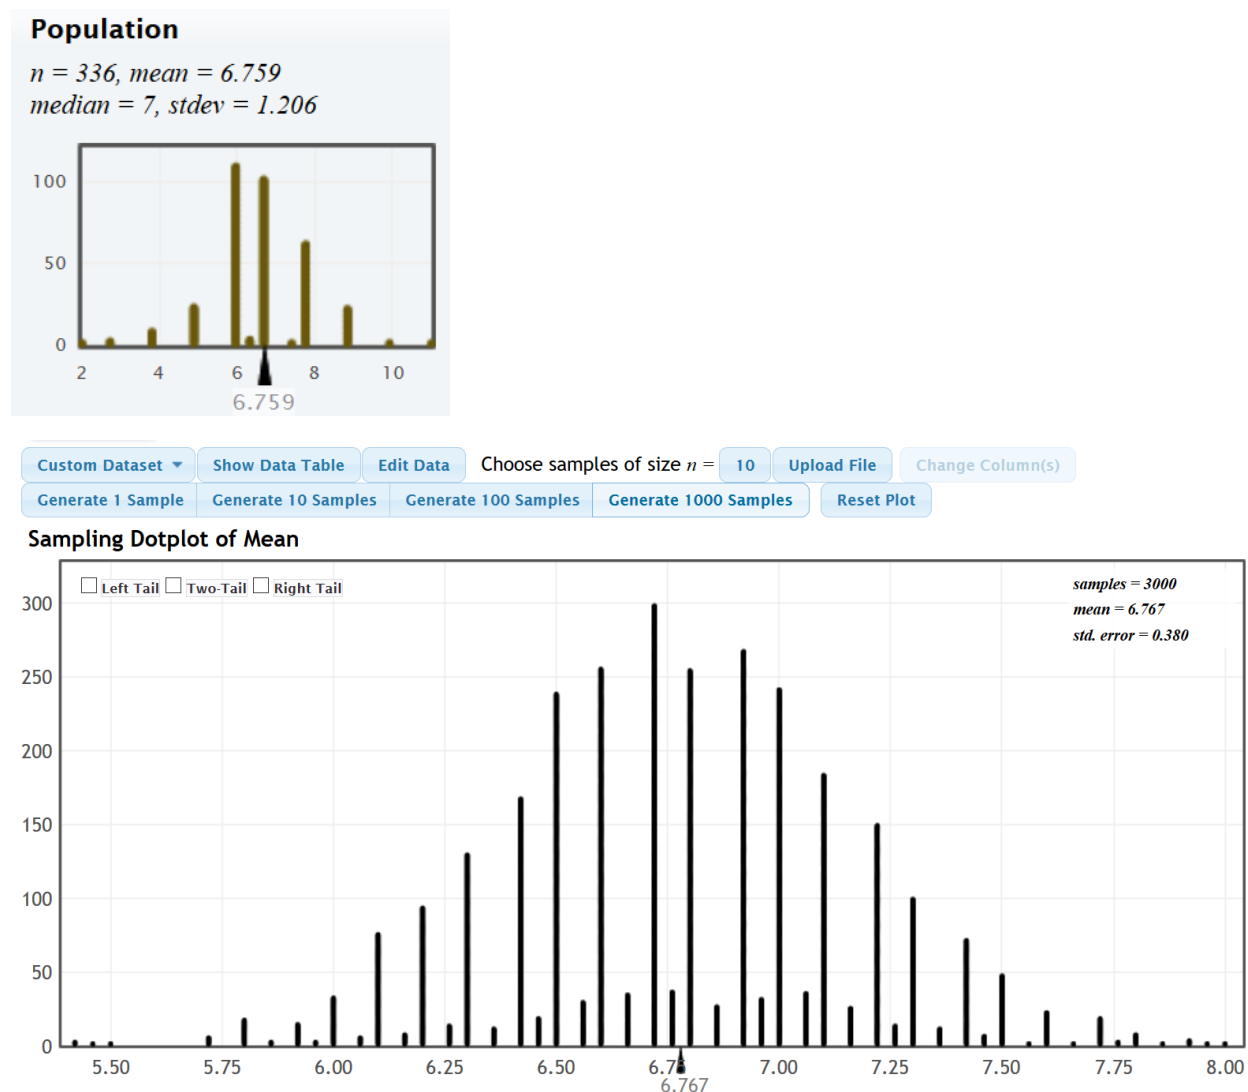 Population
n = 336, mean = 6.759
median = 7, stdev = 1.206
100
50
0
2 4 6 8 10
6.759
Custom Dataset Show Data Table Edit Data Choose samples of size n = 10 Upload File Change Column(s)
Generate 1 Sample Generate 10 Samples Generate 100 Samples Generate 1000 Samples Reset Plot
Sampling Dotplot of Mean
Left Tail Two-Tail Right Tail
samples = 3000
mean = 6.767
std. error = 0.380
300
250
200
150
100
50
0
5.50 5.75 6.00 6.25 6.50 6.75 7.00 7.25 7.50 7.75 8.00
6.767